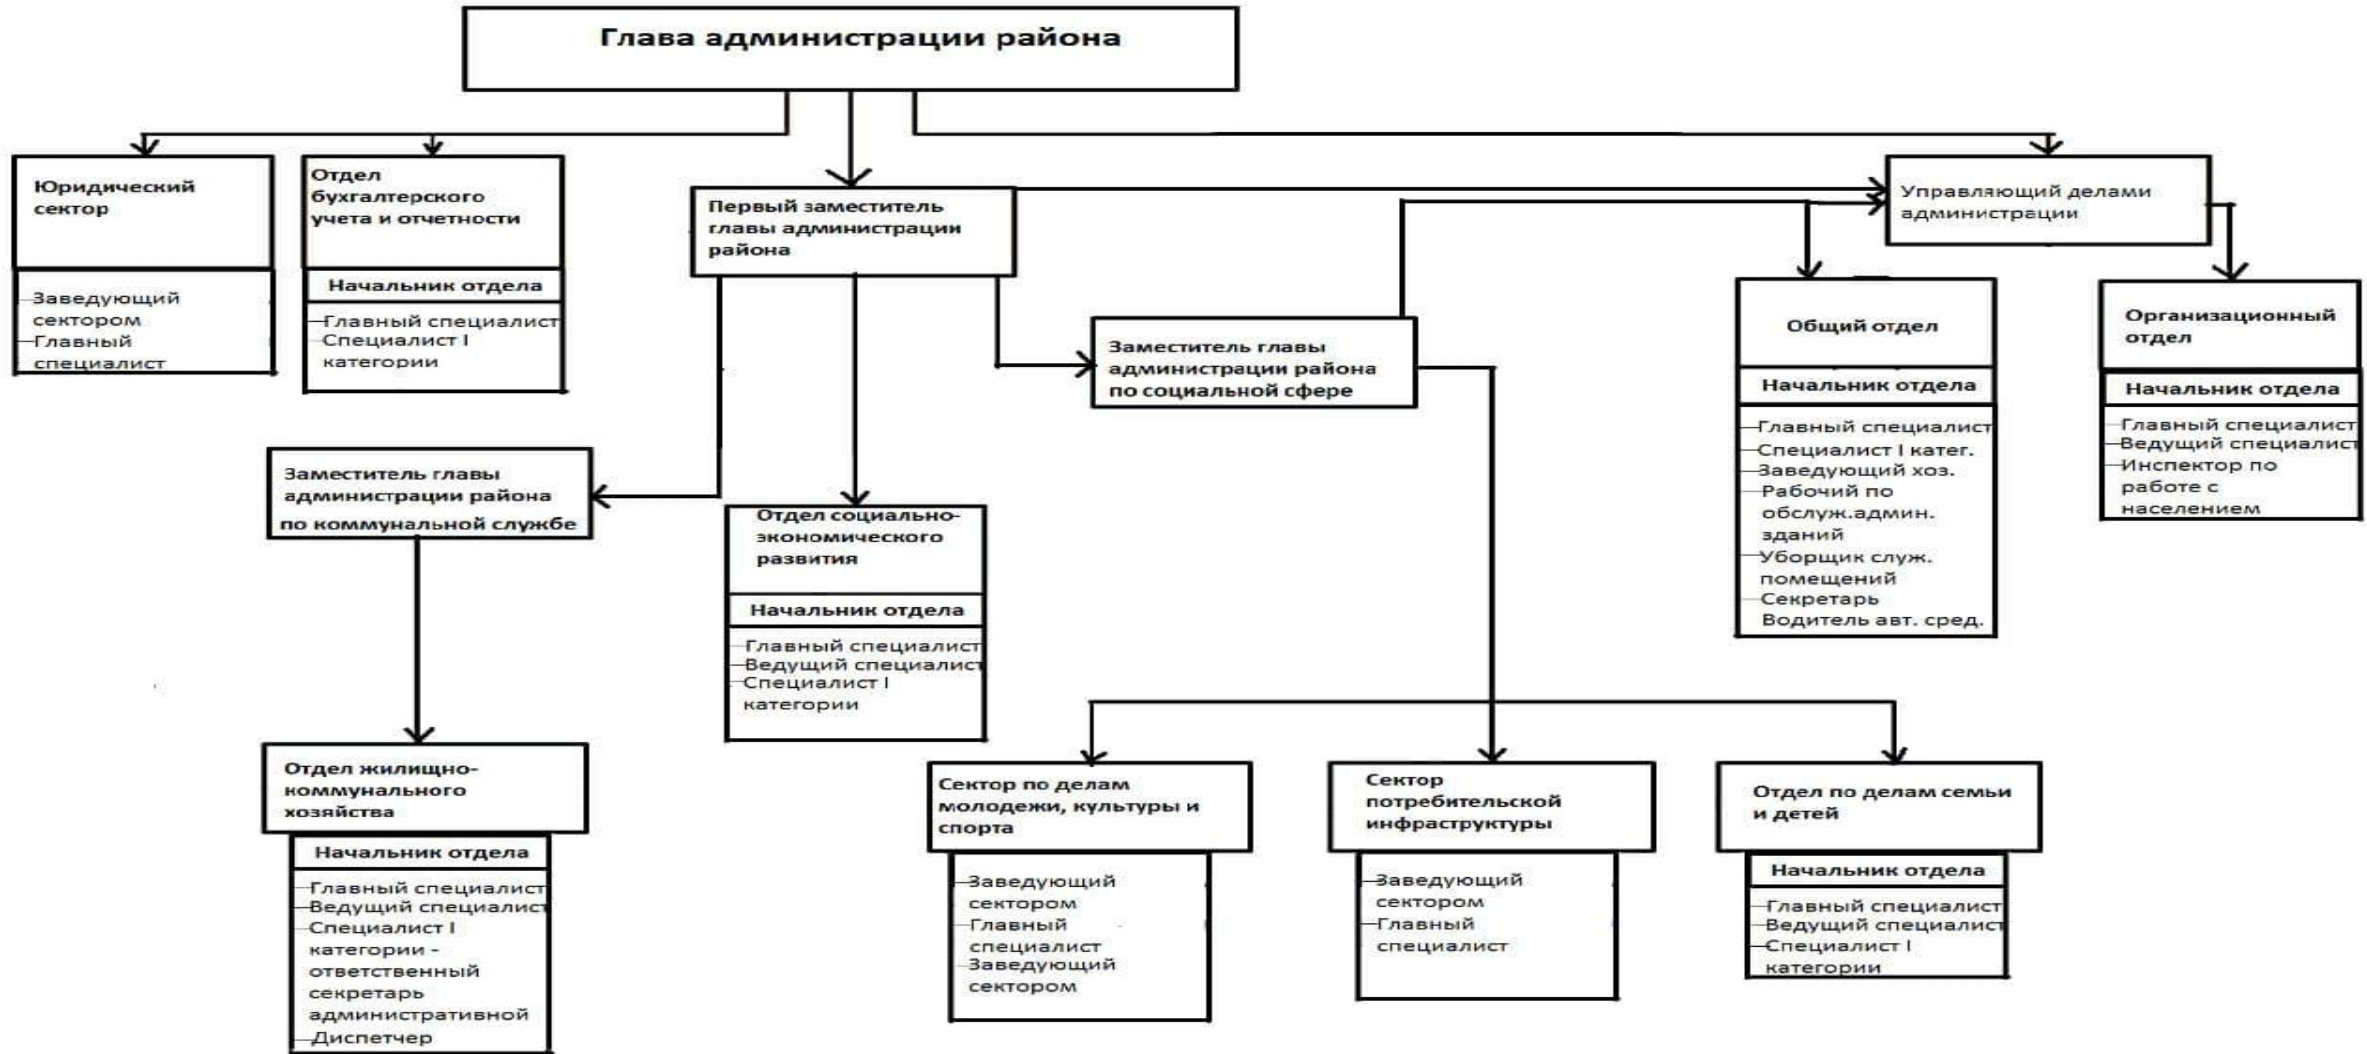 Глава администрации района
Юридический
сектор
Заведующий
сектором
Главный
специалист
Отдел
бухгалтерского
учета и отчетности
Начальник отдела
Главный специалист
Специалист I
категории
Первый заместитель
главы администрации
района
Управляющий делами
администрации
Заместитель главы
администрации района
по социальной сфере
Общий отдел
Начальник отдела
Главный специалист
Специалист I катег.
Заведующий хоз.
Рабочий по
обслуж.админ.
зданий
Уборщик служ.
помещений
Секретарь
Водитель авт. сред.
Организационный
отдел
Начальник отдела
Главный специалист
Ведущий специалист
Инспектор по
работе с
населением
Заместитель главы
администрации района
по коммунальной службе
Отдел социально-
экономического
развития
Начальник отдела
Главный специалист
Ведущий специалист
Специалист I
категории
Отдел жилищно-
коммунального
хозяйства
Начальник отдела
Главный специалист
Ведущий специалист
Специалист I
категории -
ответственный
секретарь
административной
Диспетчер
Сектор по делам
молодежи, культуры и
спорта
Заведующий
сектором
Главный
специалист
Заведующий
сектором
Сектор
потребительской
инфраструктуры
Заведующий
сектором
Главный
специалист
Отдел по делам семьи
и детей
Начальник отдела
Главный специалист
Ведущий специалист
Специалист I
категории